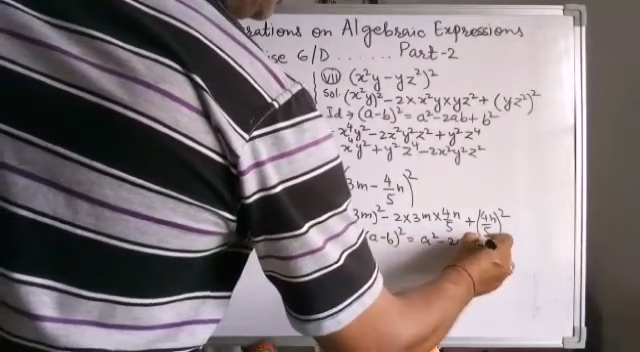 rations on Algebraic Expressions
ise 6/D ...... Part-2
(VII) (x²y - yz²)²
Sol. (x²y)² - 2 × x²y × yz² + (yz²)²
Id → (a-b)² = a² - 2ab + b²
x⁴y² - 2x²y²z² + y²z⁴
x⁴y² + y²z⁴ - 2x²y²z²
3m - 4/5 n)²
3m)² - 2 × 3m × 4n/5 + (4n/5)²
(a-b)² = a² - 2